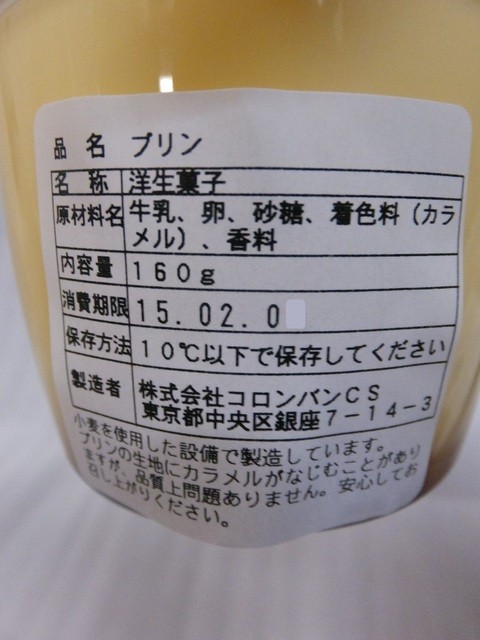 品 名 プリン
名 称 洋生菓子
原材料名 牛乳、卵、砂糖、着色料（カラ
メル）、香料
内容量 160g
消費期限 15.02.0
保存方法 10℃以下で保存してください
製造者 株式会社コロンバンCS
東京都中央区銀座7-14-3
小麦を使用した設備で製造しています。
プリンの生地にカラメルがなじむことがあり
ますが、品質上問題ありません。安心してお
召し上がりください。